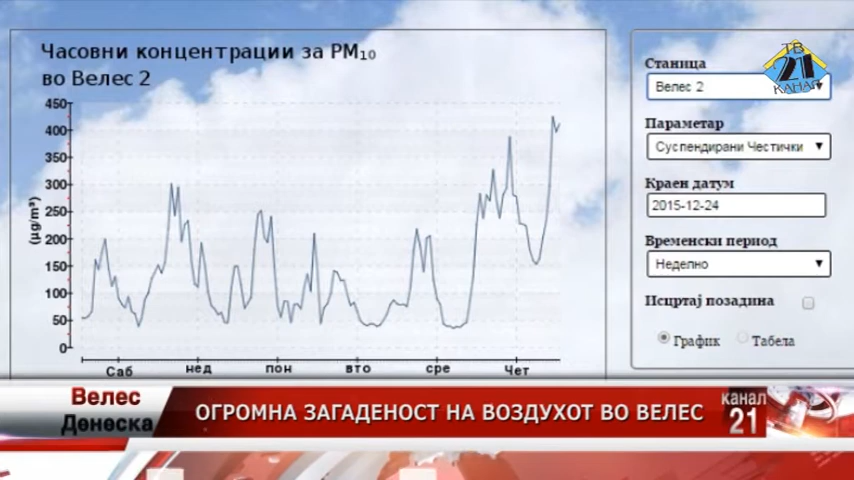 Часовни концентрации за PM₁₀
во Велес 2
(µg/m³)
450
400
350
300
250
200
150
100
50
0
Саб
нед
пон
вто
сре
Чет
ТВ
21
КАНАЛ
Станица
Велес 2
Параметар
Суспендирани Честички
Краен датум
2015-12-24
Временски период
Неделно
Исцртај позадина
График
Табела
Велес
Денеска
ОГРОМНА ЗАГАДЕНОСТ НА ВОЗДУХОТ ВО ВЕЛЕС
канал
21